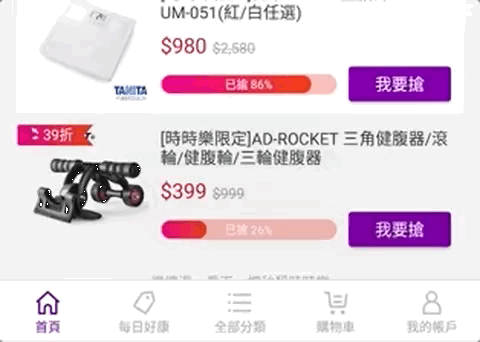 UM-051(紅/白任選)
$980 $2,580
TANITA
已搶 86%
我要搶
39折
[時時樂限定]AD-ROCKET 三角健腹器/滾
輪/健腹輪/三輪健腹器
$399 $999
已搶 26%
我要搶
首頁
每日好康
全部分類
購物車
我的帳戶